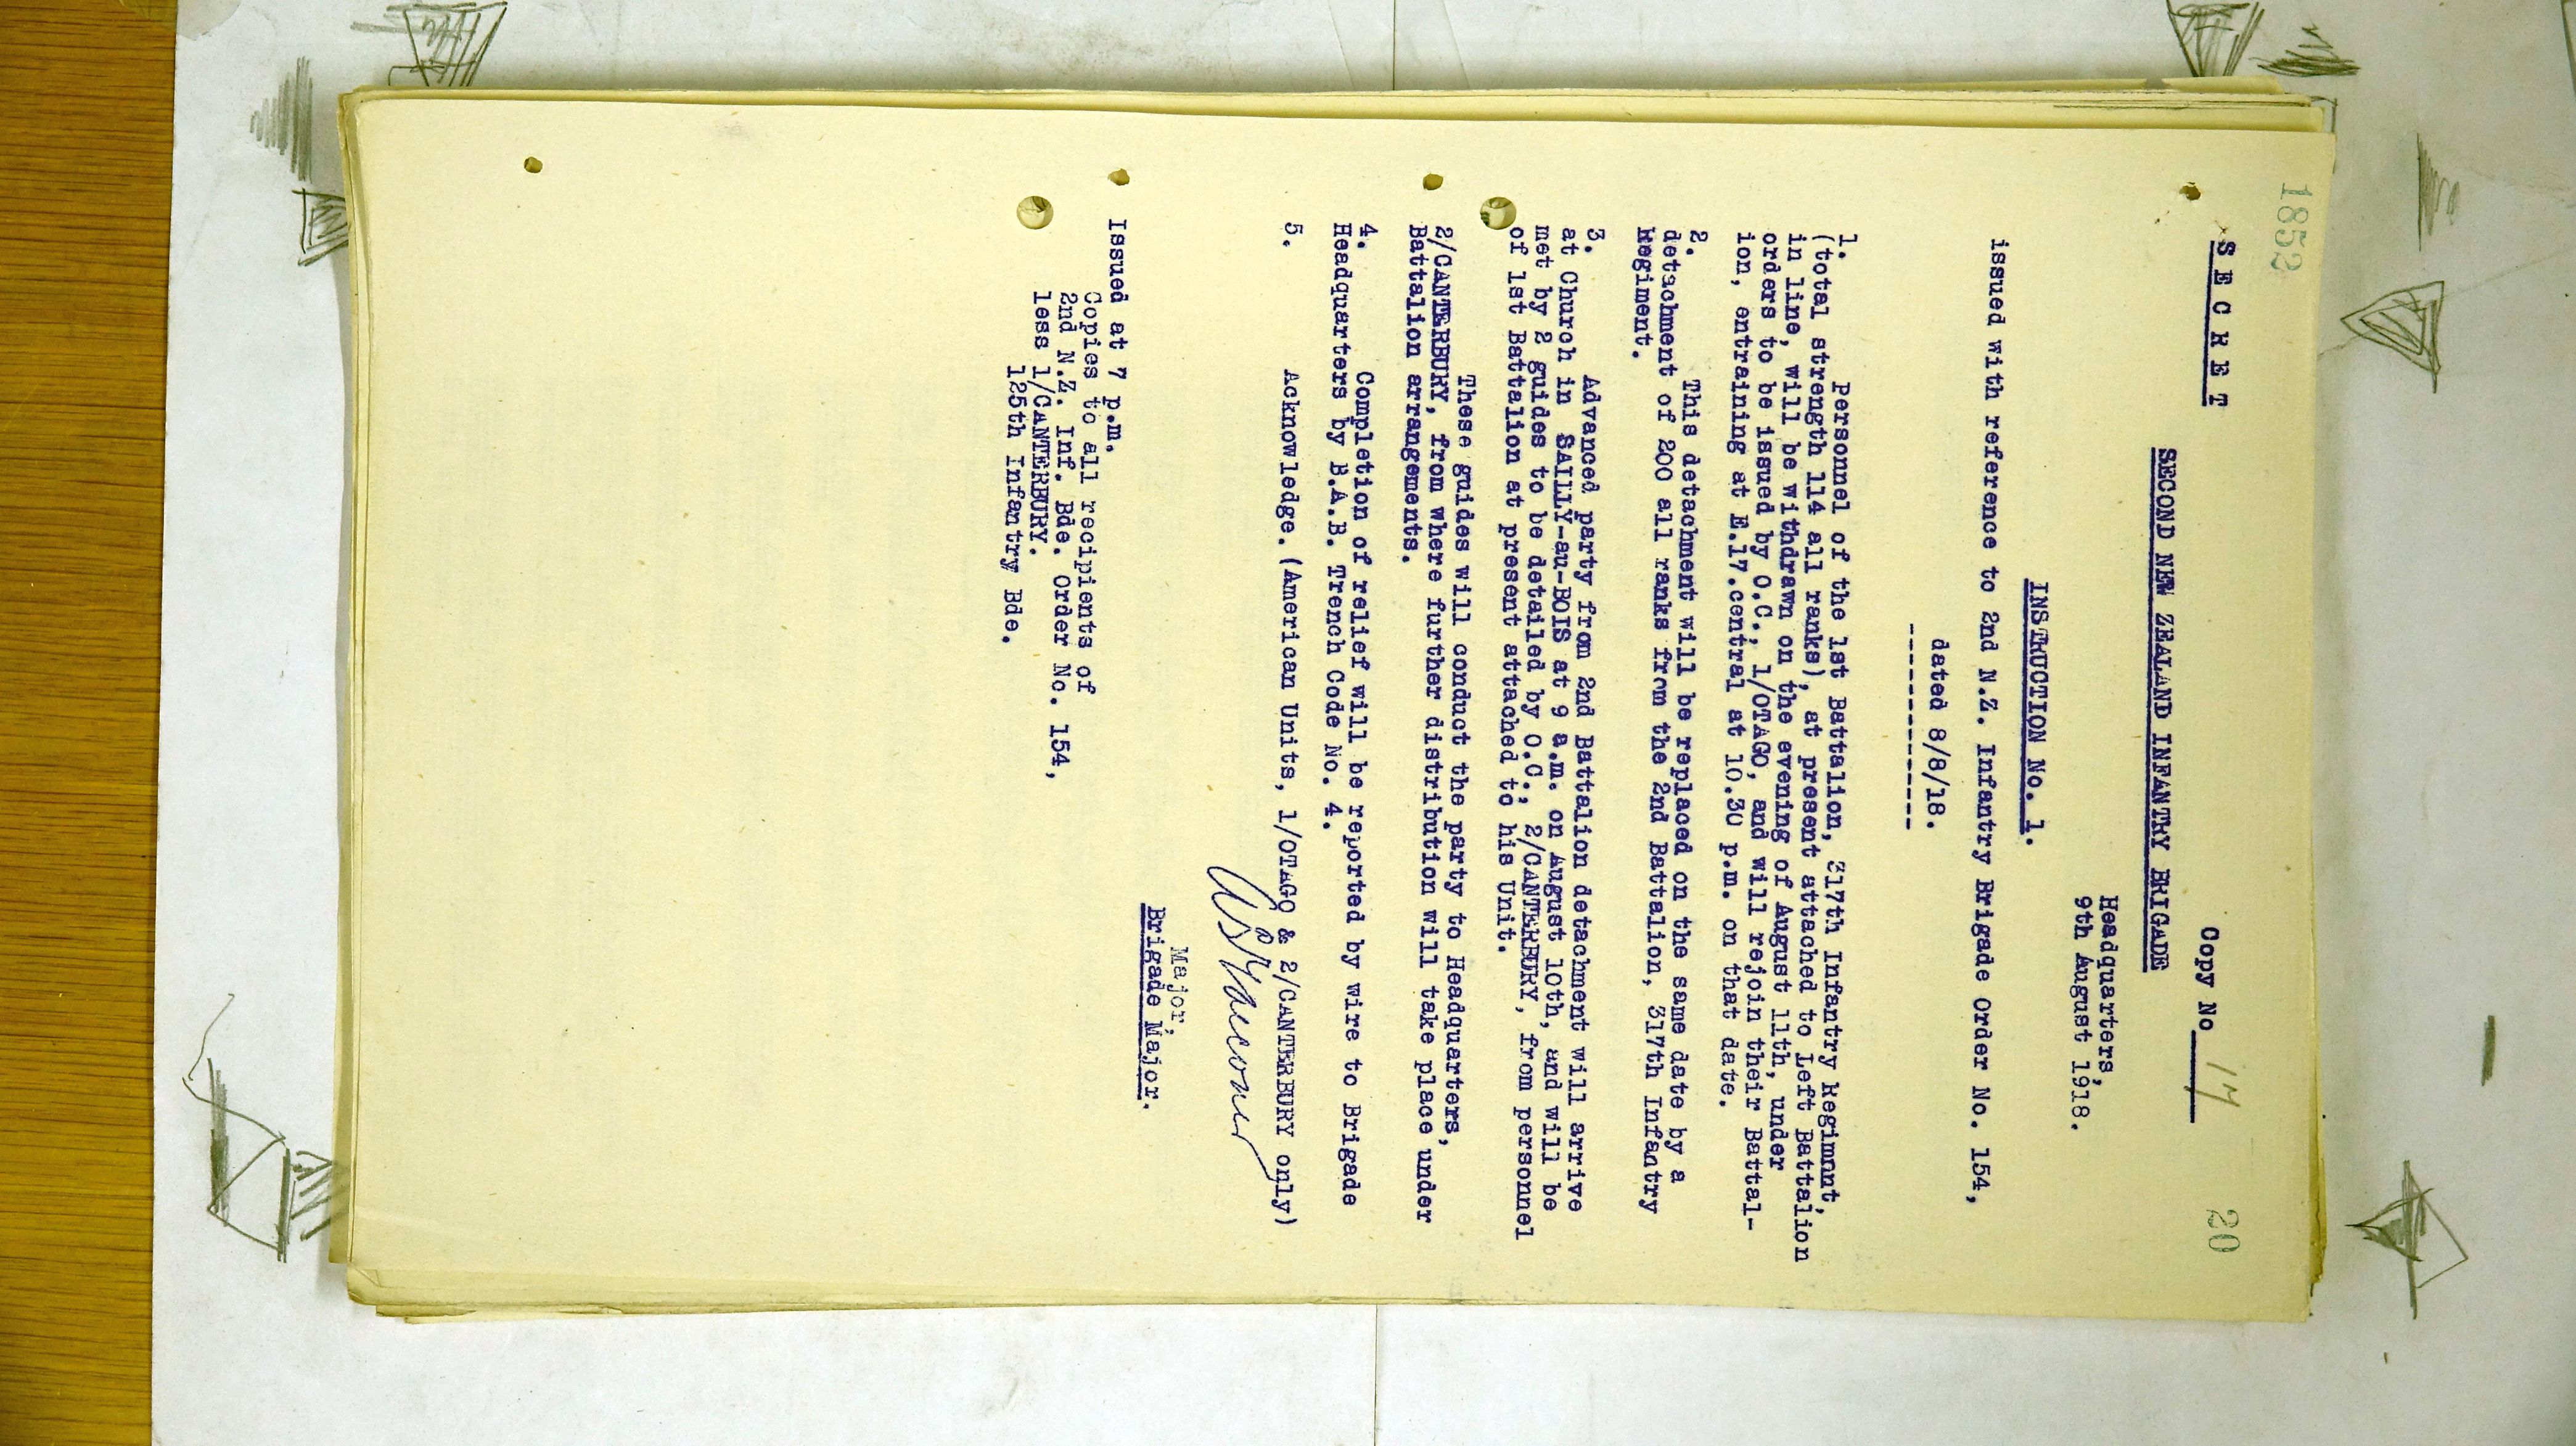 1852
20
S E C R E T
Copy No 17
SECOND NEW ZEALAND INFANTRY BRIGADE
Headquarters,
9th August 1918.
INSTRUCTION No. 1.
issued with reference to 2nd N.Z. Infantry Brigade Order No. 154,
dated 8/8/18.
1. Personnel of the 1st Battalion, 317th Infantry Regimnnt,
(total strength 114 all ranks), at present attached to Left Battalion
in line, will be withdrawn on the evening of August 11th, under
orders to be issued by O.C., 1/OTAGO, and will rejoin their Battal-
ion, entraining at E.17.central at 10.30 p.m. on that date.
2. This detachment will be replaced on the same date by a
detachment of 200 all ranks from the 2nd Battalion, 317th Infantry
Regiment.
3. Advanced party from 2nd Battalion detachment will arrive
at Church in SAILLY-au-BOIS at 9 a.m. on August 10th, and will be
met by 2 guides to be detailed by O.C., 2/CANTERBURY, from personnel
of 1st Battalion at present attached to his Unit.
These guides will conduct the party to Headquarters,
2/CANTERBURY, from where further distribution will take place under
Battalion arrangements.
4. Completion of relief will be reported by wire to Brigade
Headquarters by B.A.B. Trench Code No. 4.
5. Acknowledge. (American Units, 1/OTAGO & 2/CANTERBURY only)
Major,
Brigade Major.
Issued at 7 p.m.
Copies to all recipients of
2nd N.Z. Inf. Bde. Order No. 154,
less 1/CANTERBURY.
125th Infantry Bde.